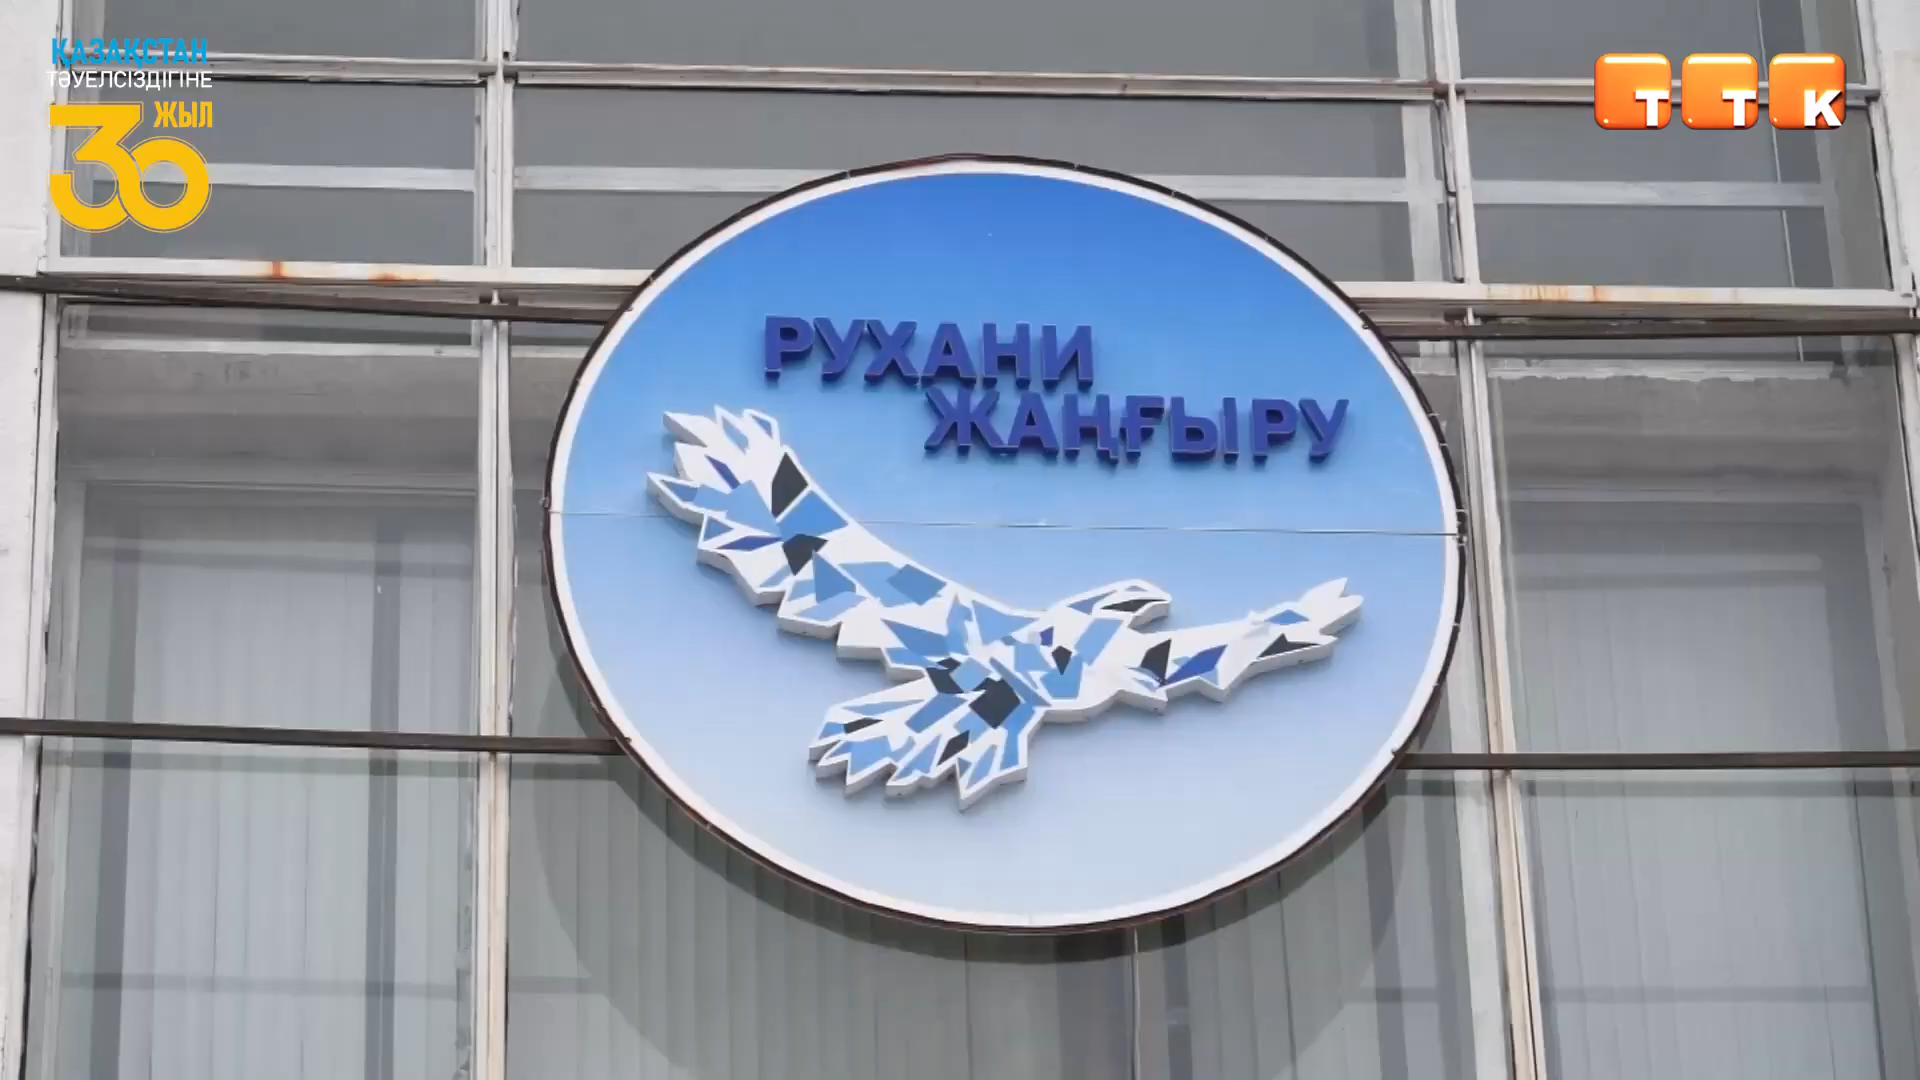 ҚАЗАҚСТАН
ТӘУЕЛСІЗДІГІНЕ
30 ЖЫЛ
ТТК
РУХАНИ
ЖАҢҒЫРУ